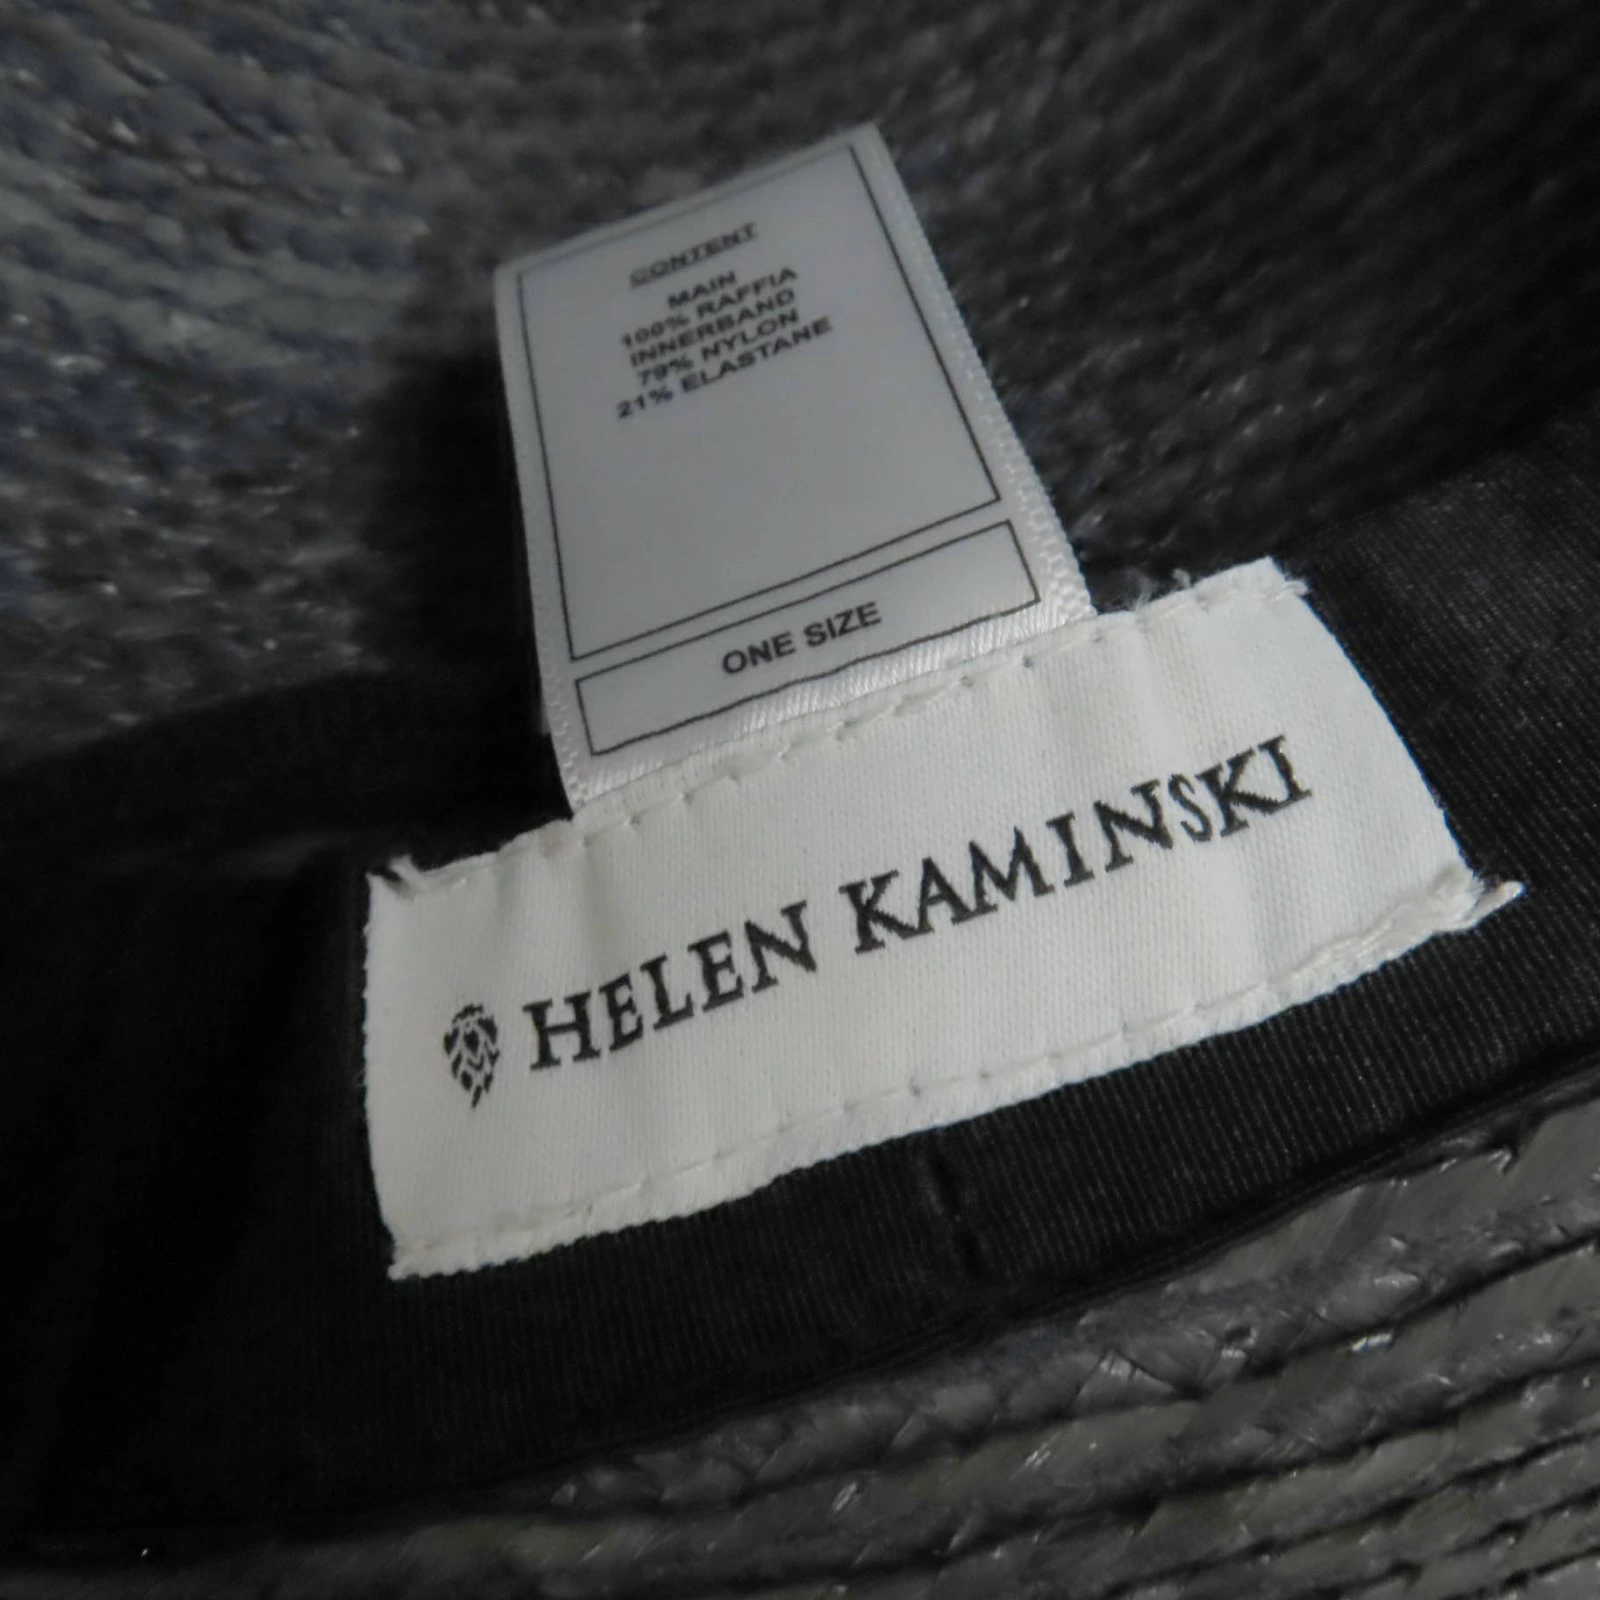 CONTENT
MAIN
100% RAFFIA
INNERBAND
79% NYLON
21% ELASTANE
ONE SIZE
HELEN KAMINSKI